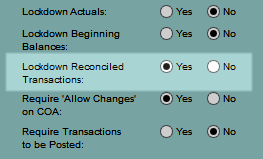 Lockdown Actuals: Yes No
Lockdown Beginning
Balances: Yes No
Lockdown Reconciled
Transactions: Yes No
Require 'Allow Changes'
on COA: Yes No
Require Transactions
to be Posted: Yes No